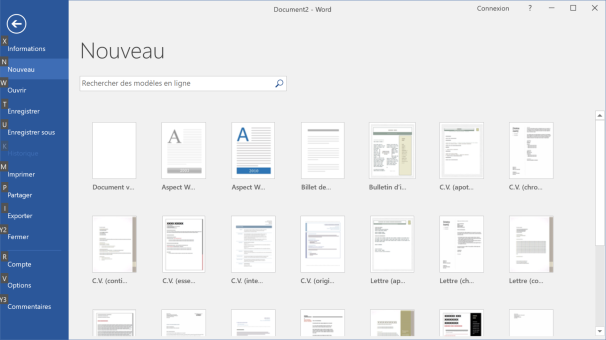 Document2 - Word
Connexion
?
X
Informations
N
Nouveau
W
Ouvrir
T
Enregistrer
U
Enregistrer sous
K
Historique
M
Imprimer
P
Partager
I
Exporter
Y2
Fermer
R
Compte
V
Options
Y3
Commentaires
Nouveau
Rechercher des modèles en ligne
A
A
Document v... Aspect W... Aspect W... Billet de... Bulletin d'i... C.V. (apot... C.V. (chro...
C.V. (conti... C.V. (esse... C.V. (inte... C.V. (origi... Lettre (ap... Lettre (ch... Lettre (co...